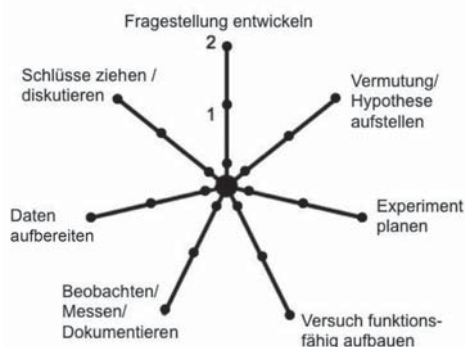 Fragestellung entwickeln
2
1
Vermutung/
Hypothese
aufstellen
Experiment
planen
Versuch funktions-
fähig aufbauen
Beobachten/
Messen/
Dokumentieren
Daten
aufbereiten
Schlüsse ziehen /
diskutieren